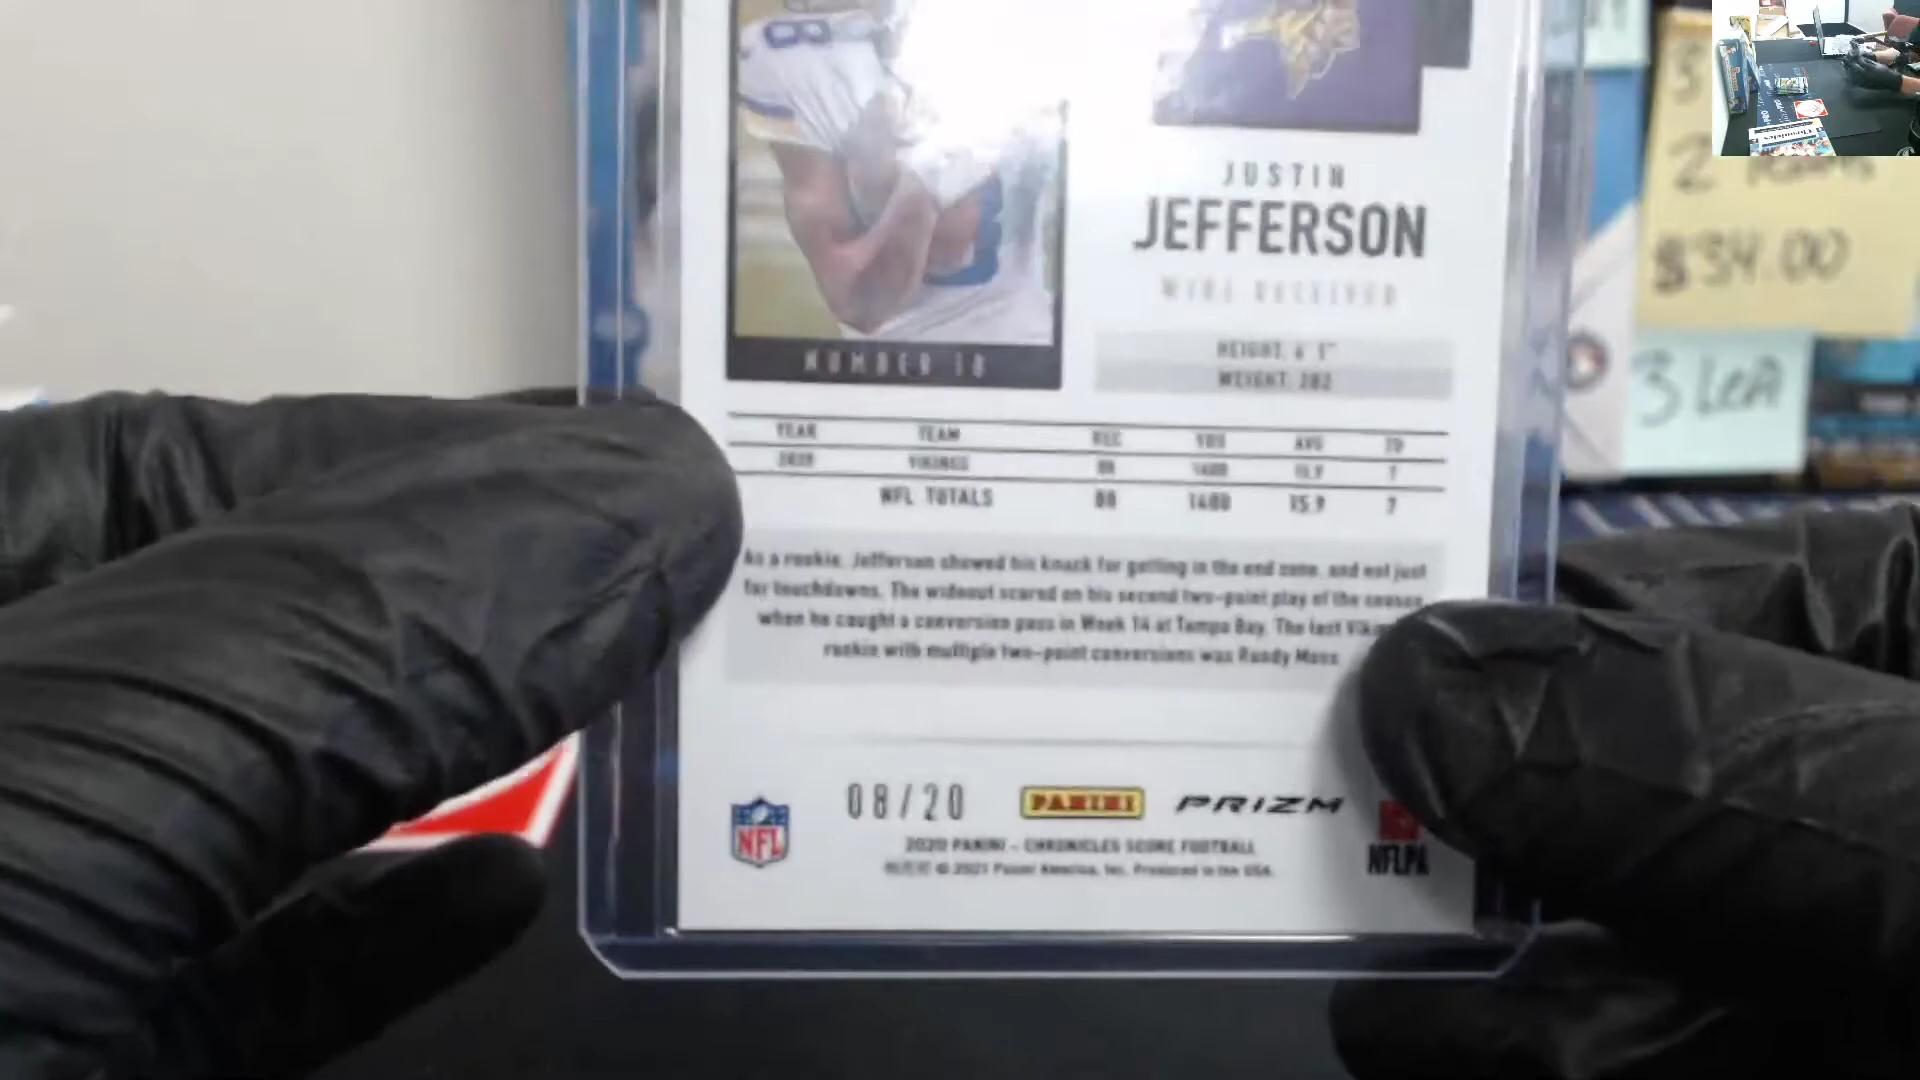 JUSTIN
JEFFERSON
WIDE RECEIVER
NUMBER 18
HEIGHT: 6' 1"
WEIGHT: 202
YEAR TEAM REC YDS AVG TD
2020 VIKINGS 88 1400 15.9 7
NFL TOTALS 88 1400 15.9 7
As a rookie, Jefferson showed his knack for getting in the end zone, and not just
for touchdowns. The wideout scored on his second two-point play of the season
when he caught a conversion pass in Week 14 at Tampa Bay. The last
rookie with multiple two-point conversions was Randy Moss
08/20 PANINI PRIZM
NFL
NFLPA
2020 PANINI – CHRONICLES SCORE FOOTBALL
© 2021 Panini America, Inc. Produced in the USA.
2
$34.00
3 Left